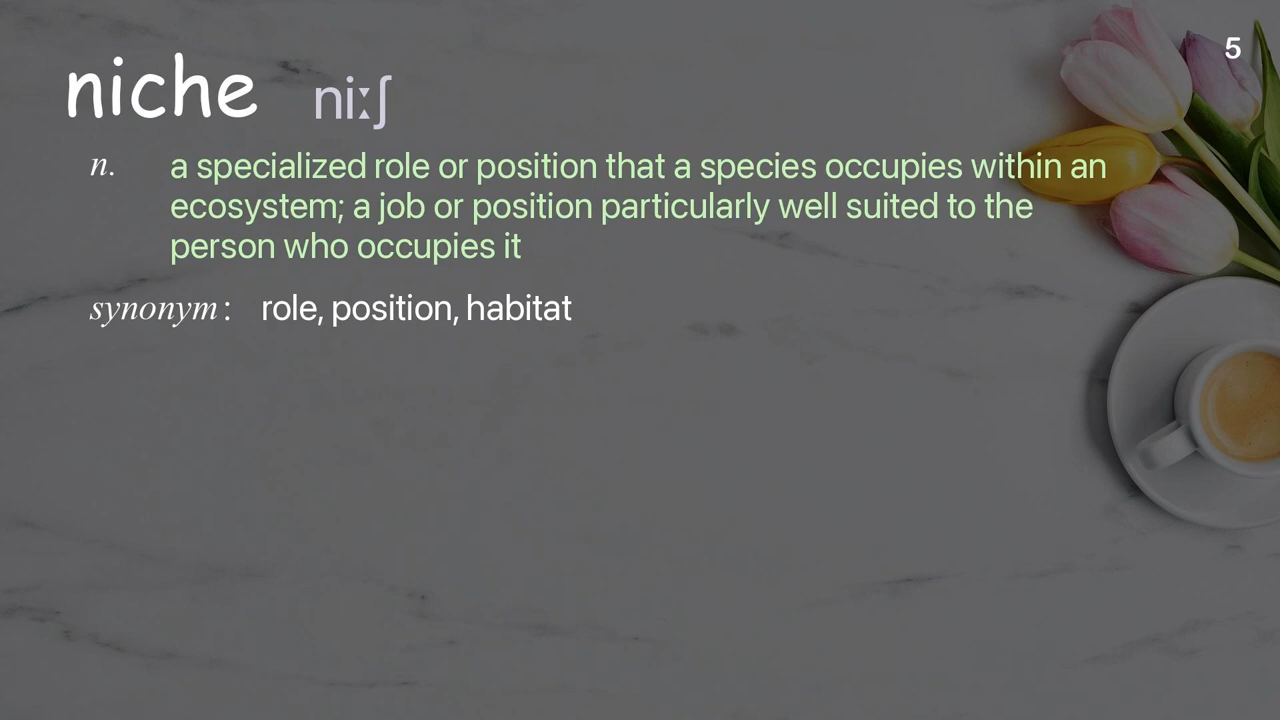 5
niche niːʃ
n. a specialized role or position that a species occupies within an
ecosystem; a job or position particularly well suited to the
person who occupies it
synonym: role, position, habitat